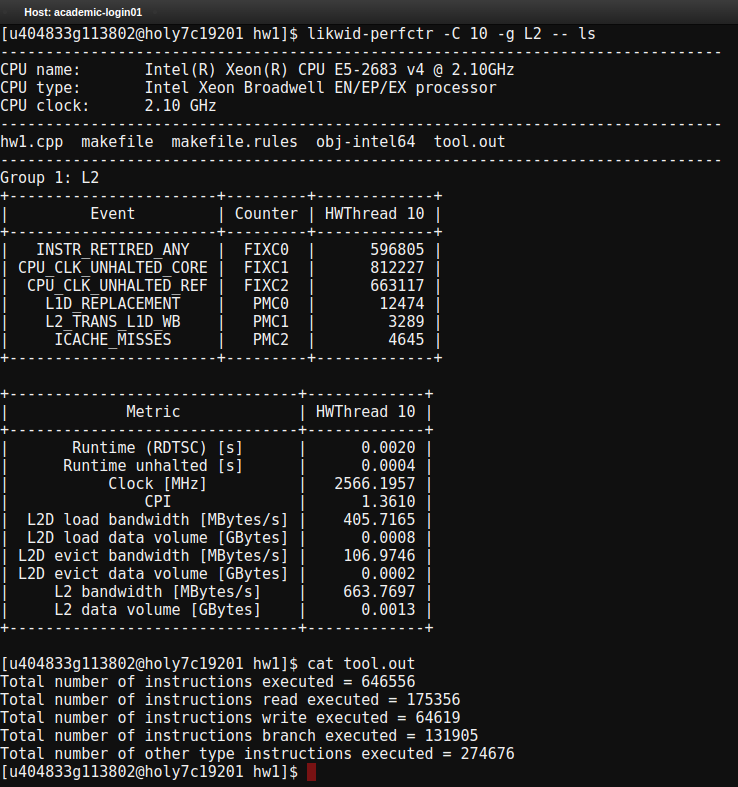 Host: academic-login01
[u404833g113802@holy7c19201 hw1]$ likwid-perfctr -C 10 -g L2 -- ls
--------------------------------------------------------------------------------
CPU name:       Intel(R) Xeon(R) CPU E5-2683 v4 @ 2.10GHz
CPU type:       Intel Xeon Broadwell EN/EP/EX processor
CPU clock:      2.10 GHz
--------------------------------------------------------------------------------
hw1.cpp  makefile  makefile.rules  obj-intel64  tool.out
--------------------------------------------------------------------------------
Group 1: L2
+-----------------------+---------+-------------+
|         Event         | Counter | HWThread 10 |
+-----------------------+---------+-------------+
|   INSTR_RETIRED_ANY   |  FIXC0  |      596805 |
| CPU_CLK_UNHALTED_CORE |  FIXC1  |      812227 |
|  CPU_CLK_UNHALTED_REF |  FIXC2  |      663117 |
|    L1D_REPLACEMENT    |   PMC0  |       12474 |
|    L2_TRANS_L1D_WB    |   PMC1  |        3289 |
|     ICACHE_MISSES     |   PMC2  |        4645 |
+-----------------------+---------+-------------+
+--------------------------------+-------------+
|             Metric             | HWThread 10 |
+--------------------------------+-------------+
|       Runtime (RDTSC) [s]      |      0.0020 |
|      Runtime unhalted [s]      |      0.0004 |
|           Clock [MHz]          |   2566.1957 |
|               CPI              |      1.3610 |
|  L2D load bandwidth [MBytes/s] |    405.7165 |
|  L2D load data volume [GBytes] |      0.0008 |
| L2D evict bandwidth [MBytes/s] |    106.9746 |
| L2D evict data volume [GBytes] |      0.0002 |
|     L2 bandwidth [MBytes/s]    |    663.7697 |
|     L2 data volume [GBytes]    |      0.0013 |
+--------------------------------+-------------+
[u404833g113802@holy7c19201 hw1]$ cat tool.out
Total number of instructions executed = 646556
Total number of instructions read executed = 175356
Total number of instructions write executed = 64619
Total number of instructions branch executed = 131905
Total number of other type instructions executed = 274676
[u404833g113802@holy7c19201 hw1]$